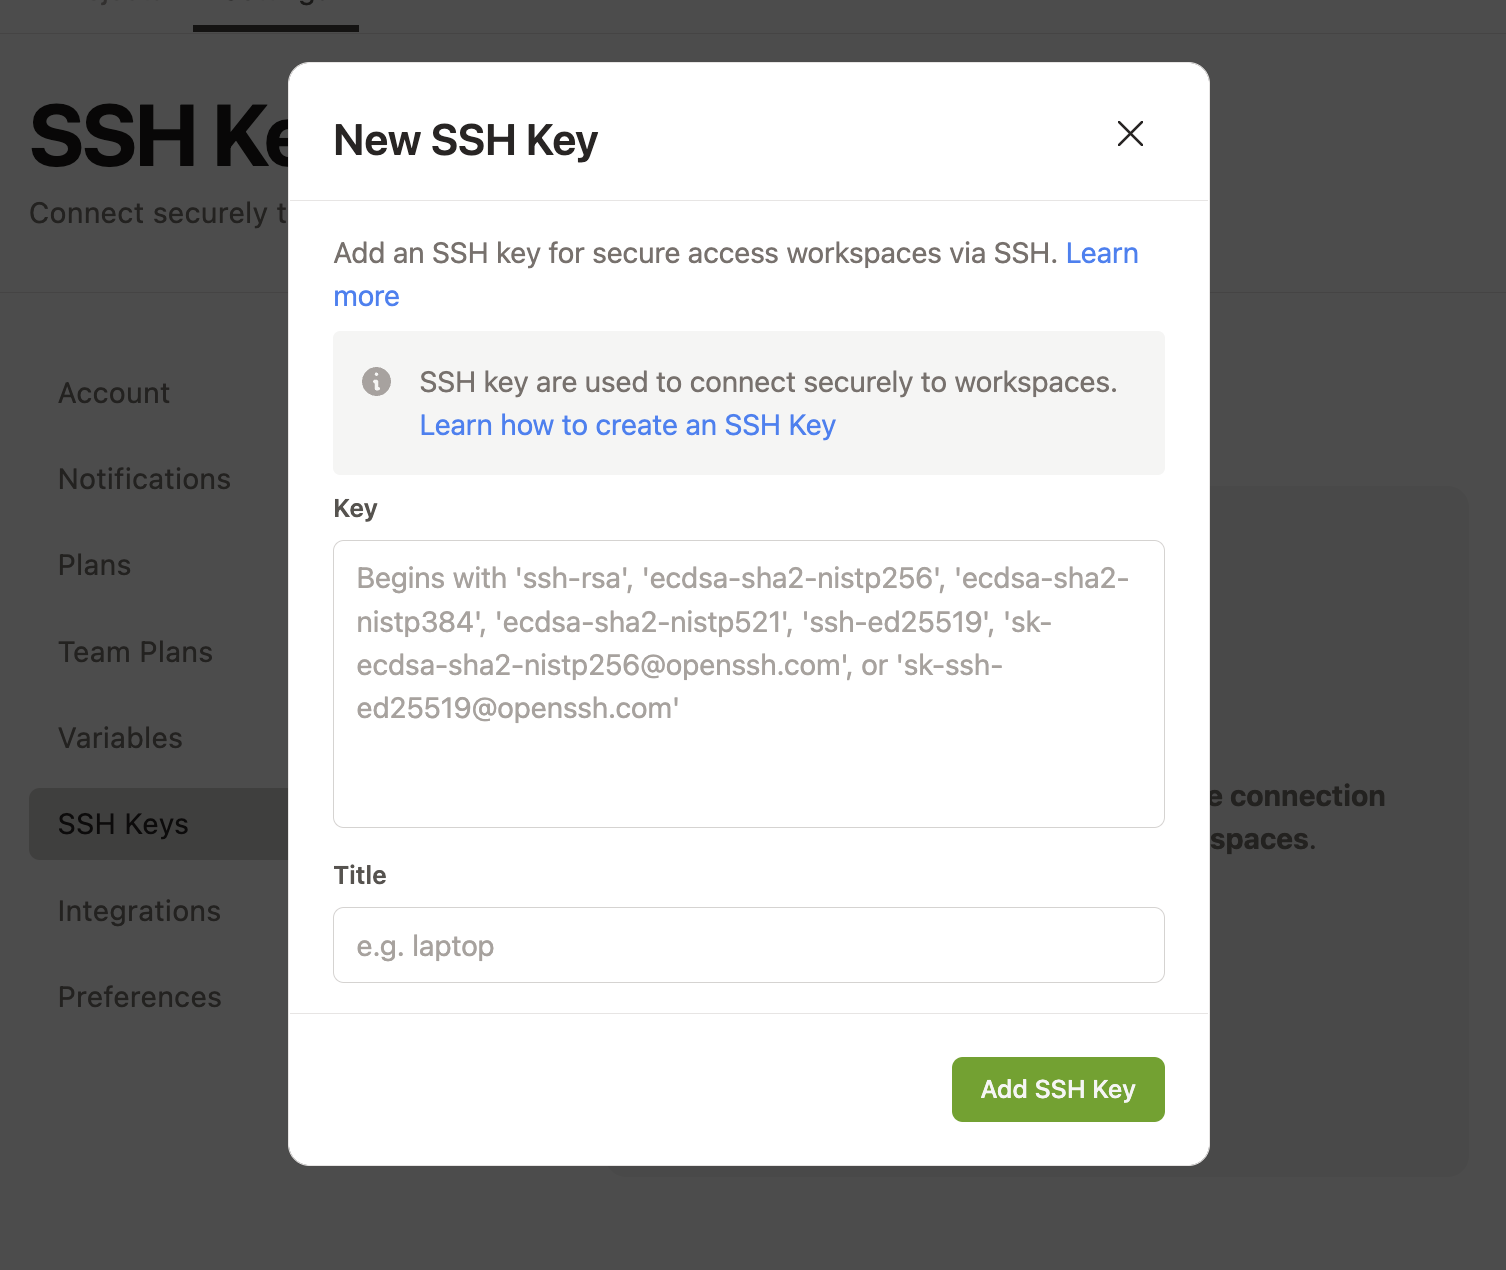 SSH Ke
Connect securely t
Account
Notifications
Plans
Team Plans
Variables
SSH Keys
Integrations
Preferences
New SSH Key
Add an SSH key for secure access workspaces via SSH. Learn
more
SSH key are used to connect securely to workspaces.
Learn how to create an SSH Key
Key
Begins with 'ssh-rsa', 'ecdsa-sha2-nistp256', 'ecdsa-sha2-
nistp384', 'ecdsa-sha2-nistp521', 'ssh-ed25519', 'sk-
ecdsa-sha2-nistp256@openssh.com', or 'sk-ssh-
ed25519@openssh.com'
Title
e.g. laptop
Add SSH Key
e connection
spaces.